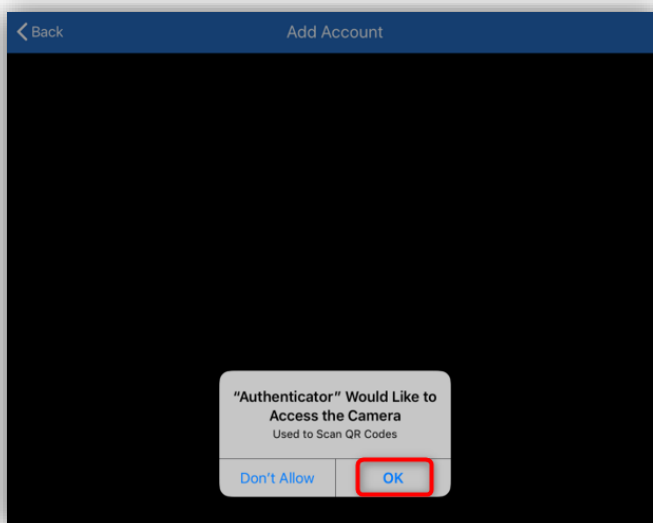 Back
Add Account
“Authenticator” Would Like to
Access the Camera
Used to Scan QR Codes
Don't Allow
OK